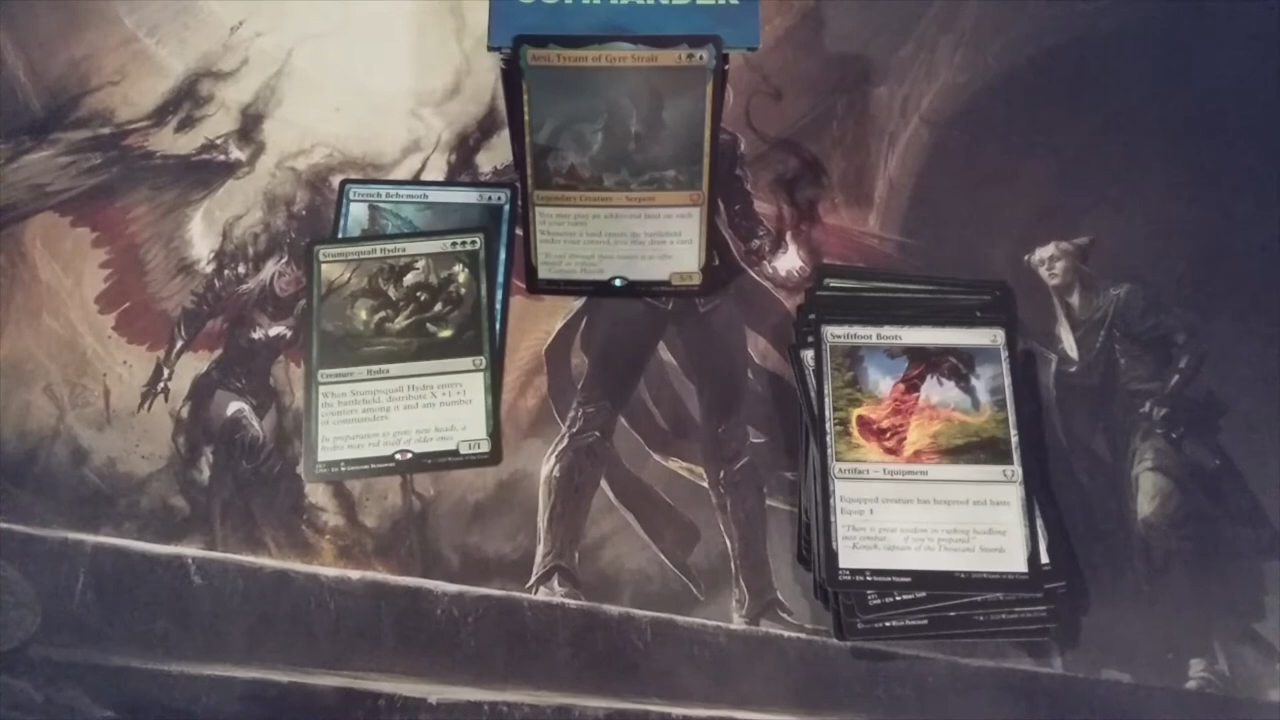 COMMANDER
Aesi, Tyrant of Gyre Strait 4
Legendary Creature — Serpent
You may play an additional land on each
of your turns.
Whenever a land enters the battlefield
under your control, you may draw a card.
5/5
Trench Behemoth 5
Stumpsquall Hydra X
Creature — Hydra
When Stumpsquall Hydra enters
the battlefield, distribute X +1/+1
counters among it and any number
of commanders.
In preparation to grow new heads, a
hydra may rid itself of older ones.
1/1
Swiftfoot Boots 2
Artifact — Equipment
Equipped creature has hexproof and haste.
Equip 1
"There is great wisdom in rushing headlong
into combat . . . if you're prepared."
captain of the Thousand Swords
CMR • EN